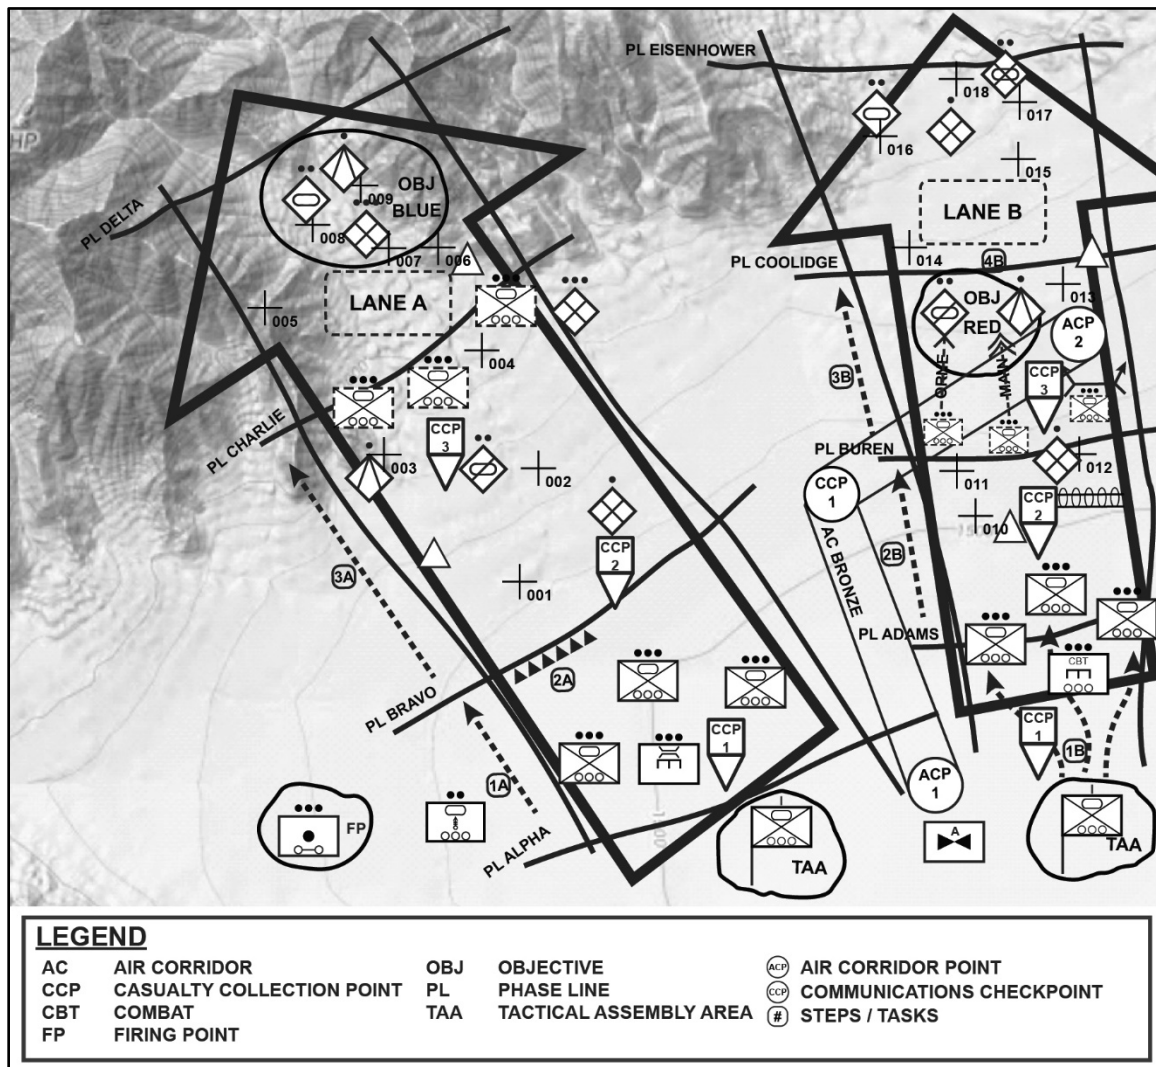 PL EISENHOWER
018
017
016
015
HP
009
OBJ
BLUE
008
007
006
PL DELTA
LANE A
005
004
PL CHARLIE
CCP
3
003
002
CCP
2
001
3A
PL BRAVO
2A
1A
CCP
1
FP
PL ALPHA
TAA
LANE B
014
PL COOLIDGE
4B
013
OBJ
RED
ACP
2
3B
CCP
3
MAIN
PL BUREN
012
011
CCP
1
CCP
2
010
1500
AC BRONZE
2B
PL ADAMS
CBT
CCP
1
1B
ACP
1
A
TAA
LEGEND
AC AIR CORRIDOR
CCP CASUALTY COLLECTION POINT
CBT COMBAT
FP FIRING POINT
OBJ OBJECTIVE
PL PHASE LINE
TAA TACTICAL ASSEMBLY AREA
ACP AIR CORRIDOR POINT
CCP COMMUNICATIONS CHECKPOINT
# STEPS / TASKS